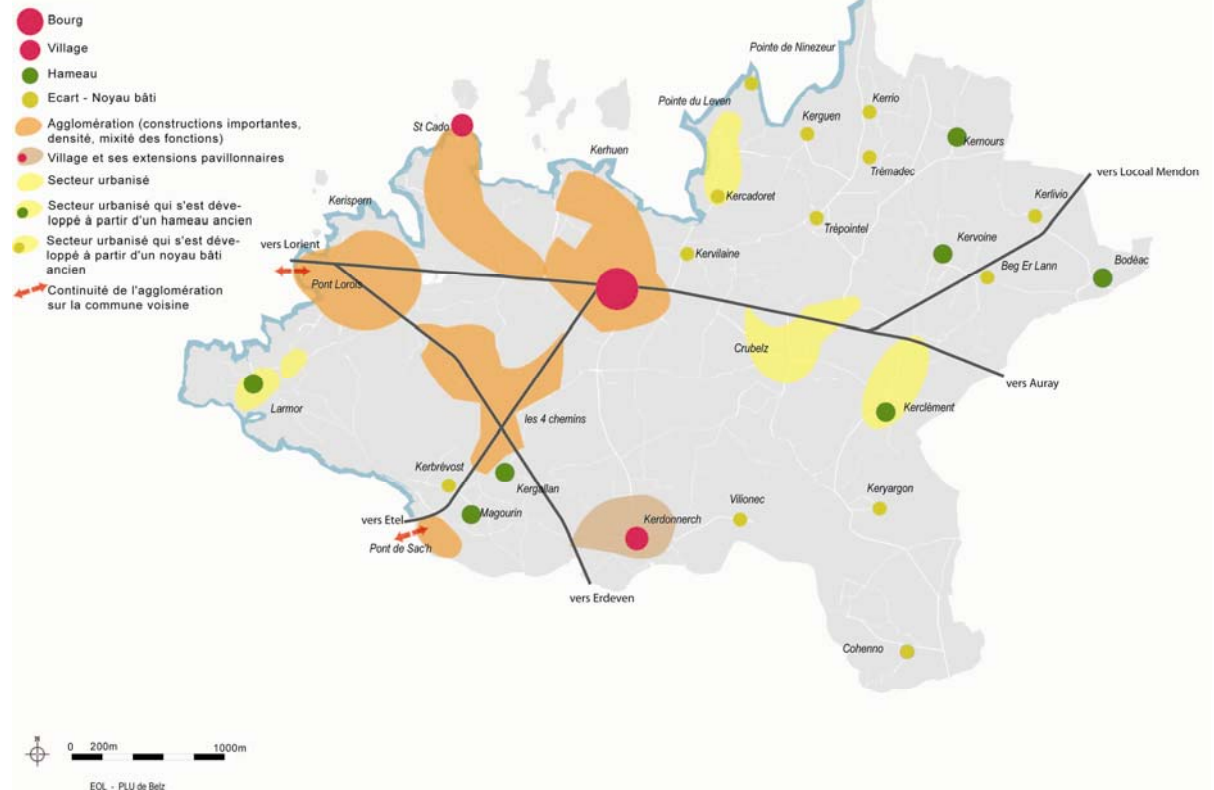 Bourg
Village
Hameau
Ecart - Noyau bâti
Agglomération (constructions importantes,
densité, mixité des fonctions)
Village et ses extensions pavillonnaires
Secteur urbanisé
Secteur urbanisé qui s'est déve-
loppé à partir d'un hameau ancien
Secteur urbanisé qui s'est déve-
loppé à partir d'un noyau bâti
ancien
Continuité de l'agglomération
sur la commune voisine
Pointe de Ninezeur
Pointe du Leven
Kerrio
Kerguen
St Cado
Kemours
Kerhuen
Trémadec
vers Locoal Mendon
Kercadoret
Kerispern
Kerlivio
Trépointel
vers Lorient
Kervoine
Kervilaine
Bodéac
Beg Er Lann
Pont Lorois
Crubelz
vers Auray
Larmor
Kerclément
les 4 chemins
Kerbrévost
Kergallan
Keryargon
Vilionec
Magourin
Kerdonnerch
vers Etel
Pont de Sac'h
vers Erdeven
Cohenno
N
0 200m 1000m
EOL - PLU de Belz